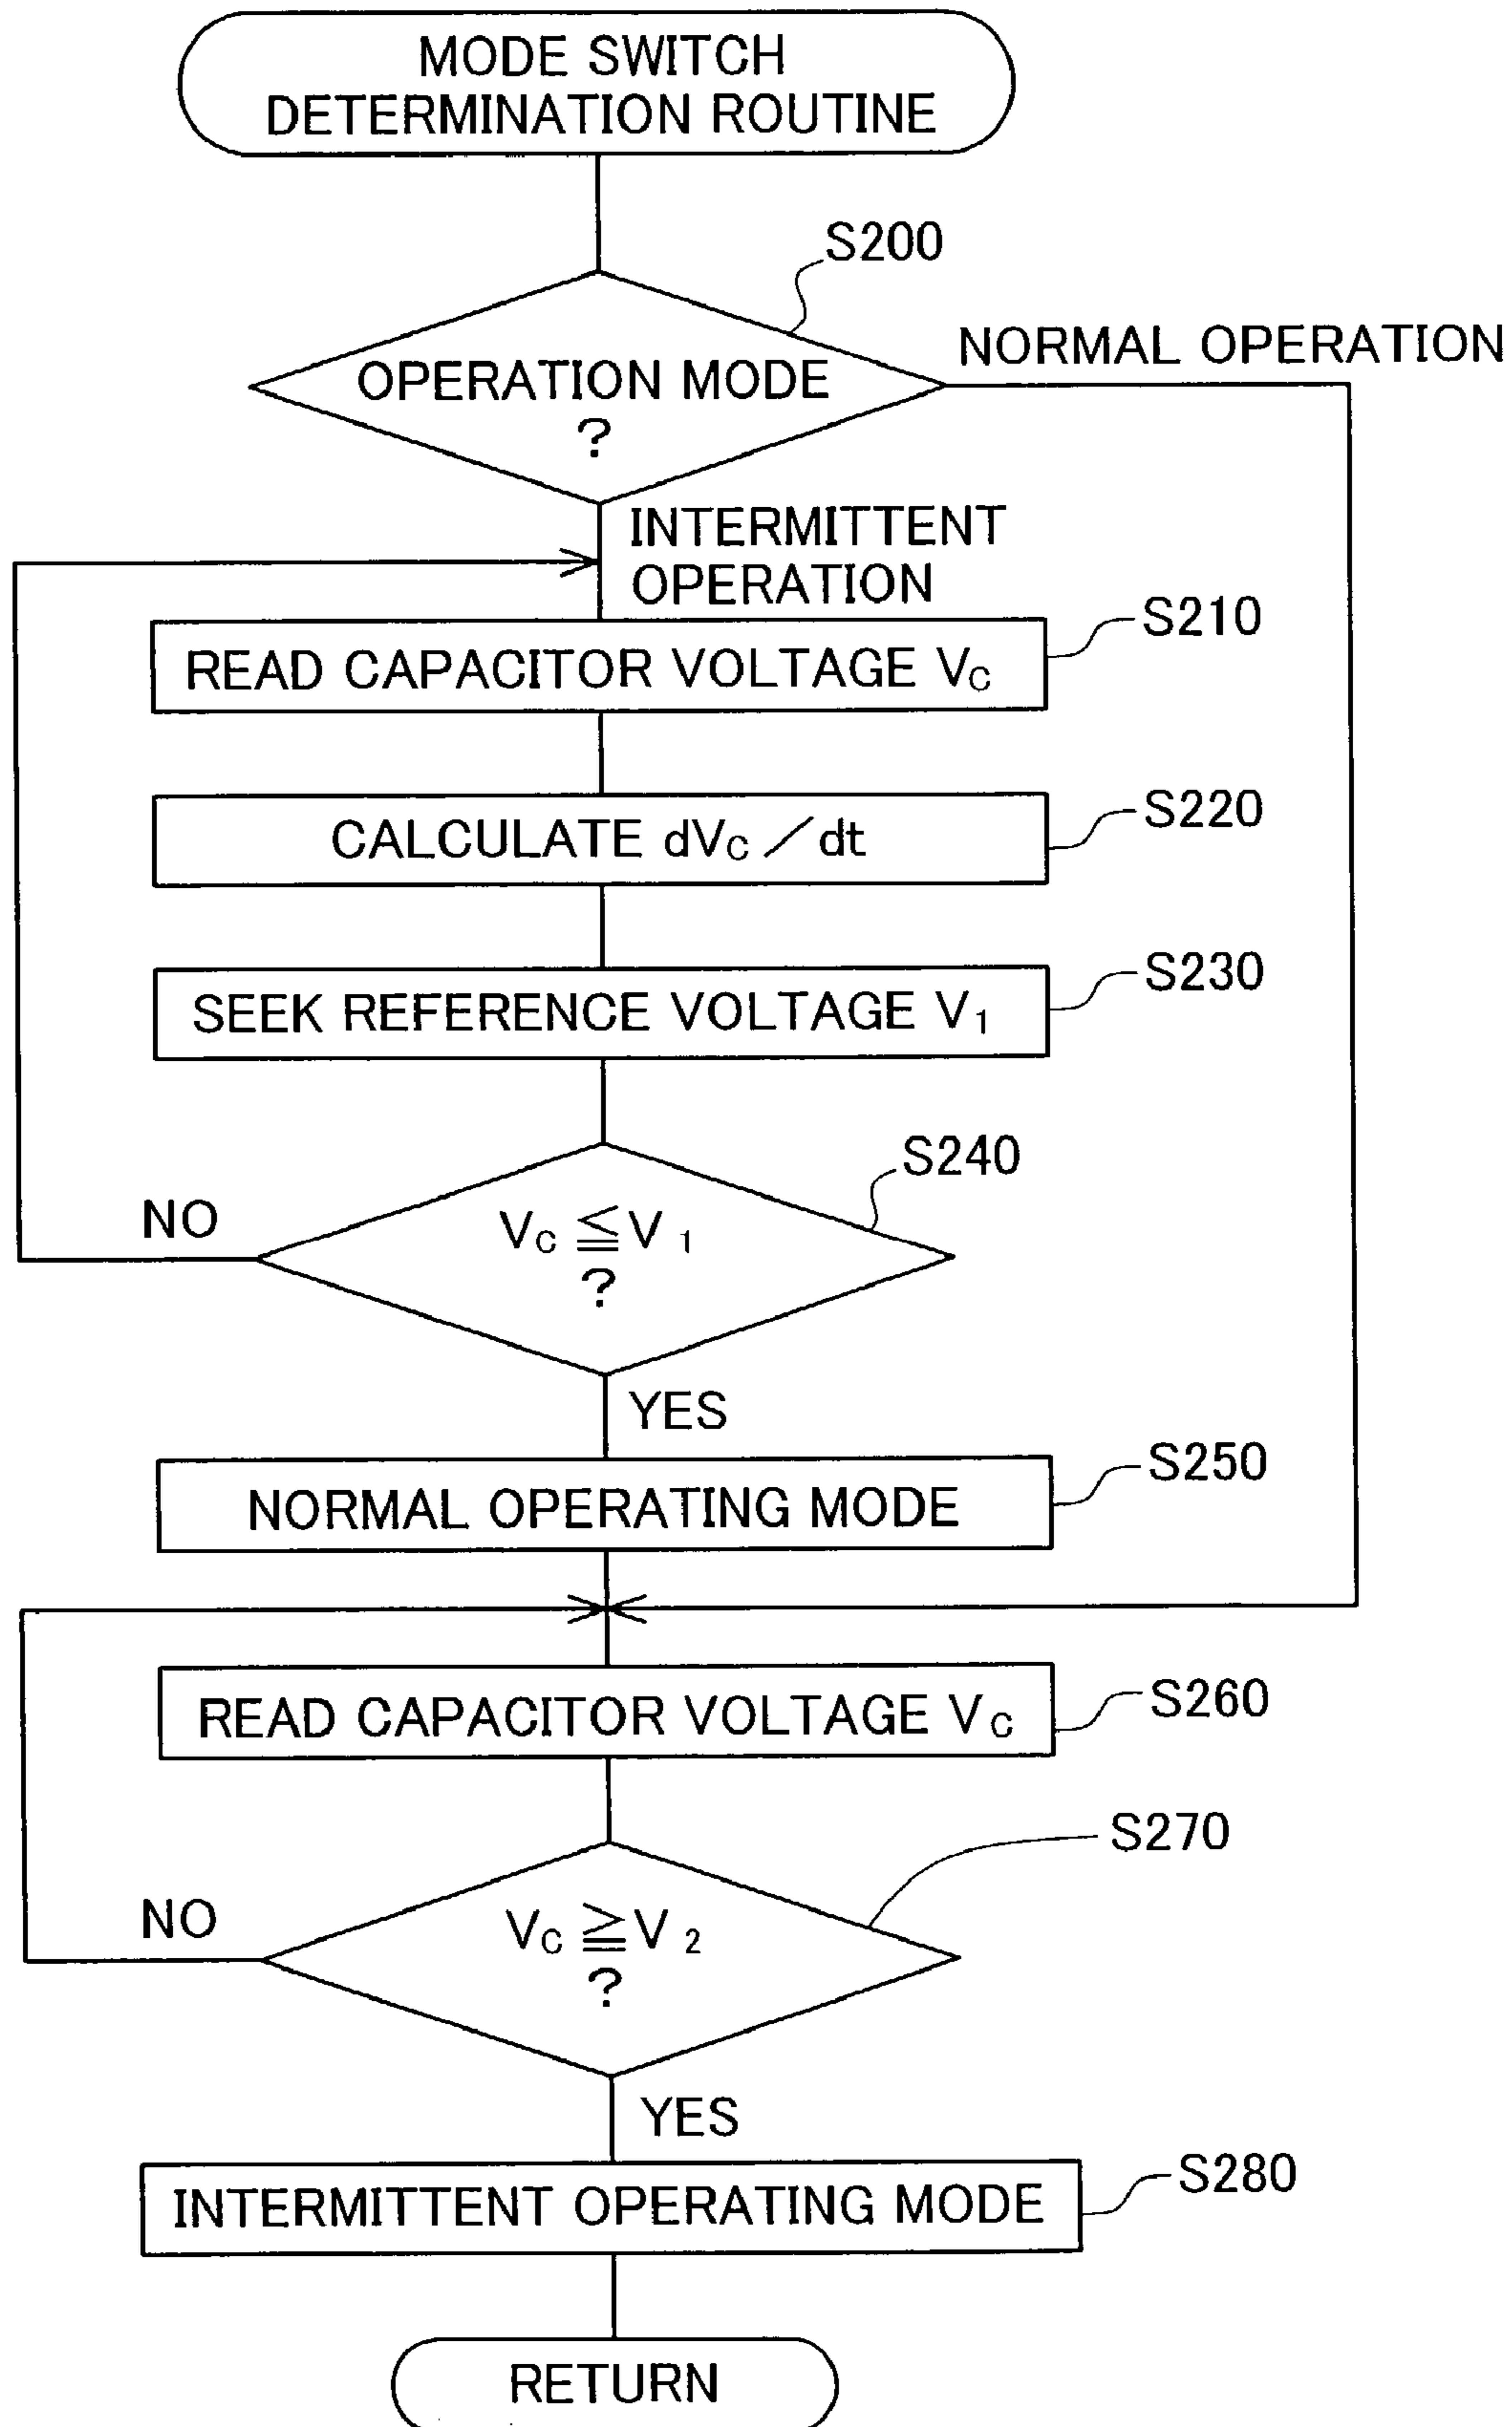 MODE SWITCH
DETERMINATION ROUTINE
S200
NORMAL OPERATION
OPERATION MODE
?
INTERMITTENT
OPERATION
S210
READ CAPACITOR VOLTAGE VC
S220
CALCULATE dVC／dt
S230
SEEK REFERENCE VOLTAGE V1
S240
NO
VC ≦ V1
?
YES
S250
NORMAL OPERATING MODE
S260
READ CAPACITOR VOLTAGE VC
S270
NO
VC ≧ V2
?
YES
S280
INTERMITTENT OPERATING MODE
RETURN